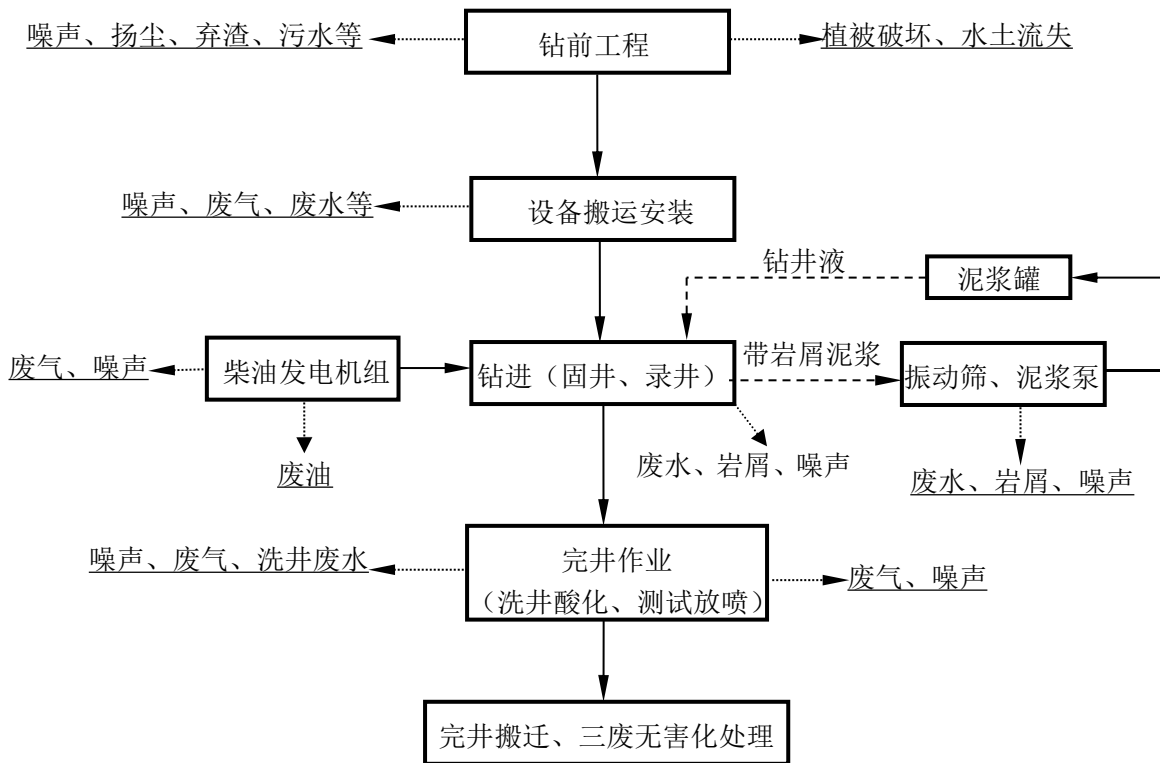 噪声、扬尘、弃渣、污水等
钻前工程
植被破坏、水土流失
噪声、废气、废水等
设备搬运安装
钻井液
泥浆罐
废气、噪声
柴油发电机组
钻进（固井、录井）
带岩屑泥浆
振动筛、泥浆泵
废油
废水、岩屑、噪声
废水、岩屑、噪声
噪声、废气、洗井废水
完井作业
（洗井酸化、测试放喷）
废气、噪声
完井搬迁、三废无害化处理